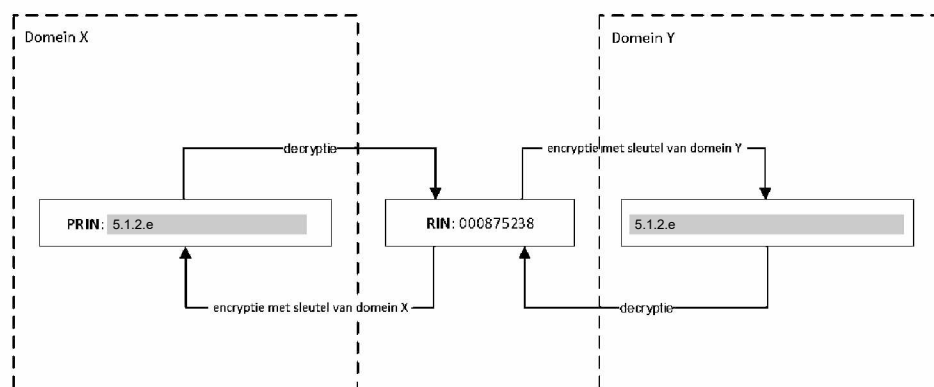 Domein X
Domein Y
decryptie
encryptie met sleutel van domein Y
PRIN: 5.1.2.e
RIN: 000875238
5.1.2.e
encryptie met sleutel van domein X
decryptie